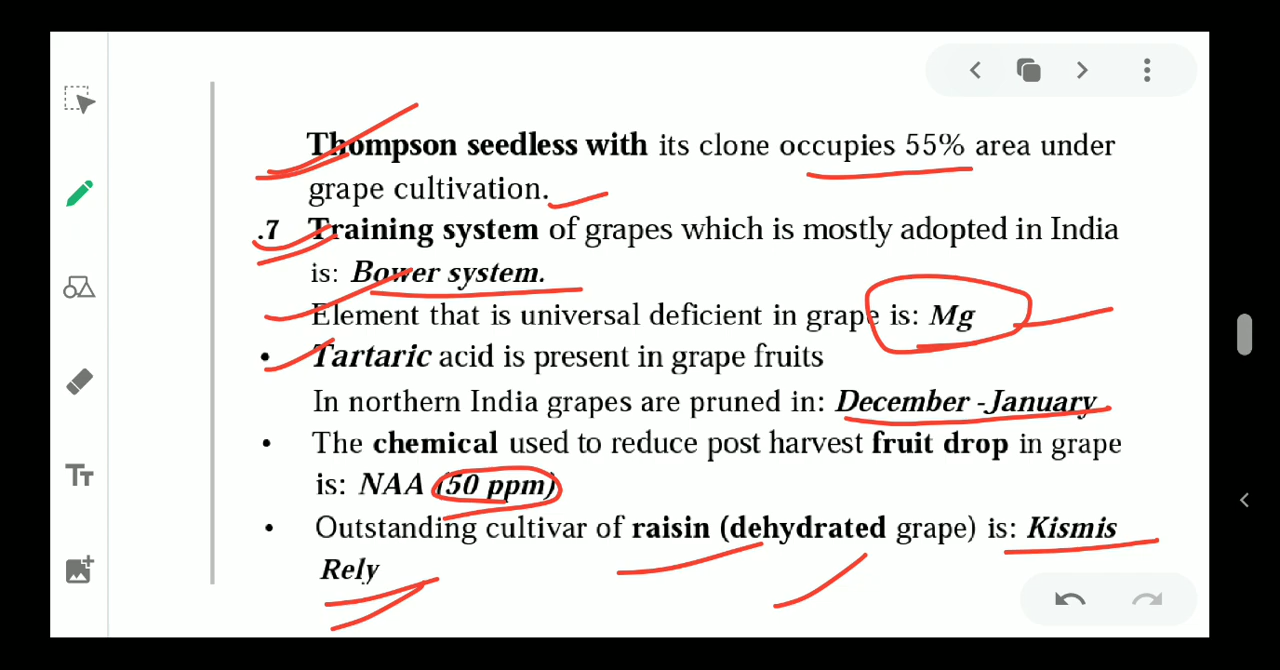 Thompson seedless with its clone occupies 55% area under
grape cultivation.
.7 Training system of grapes which is mostly adopted in India
is: Bower system.
Element that is universal deficient in grape is: Mg
• Tartaric acid is present in grape fruits
In northern India grapes are pruned in: December -January
• The chemical used to reduce post harvest fruit drop in grape
is: NAA (50 ppm)
• Outstanding cultivar of raisin (dehydrated grape) is: Kismis
Rely